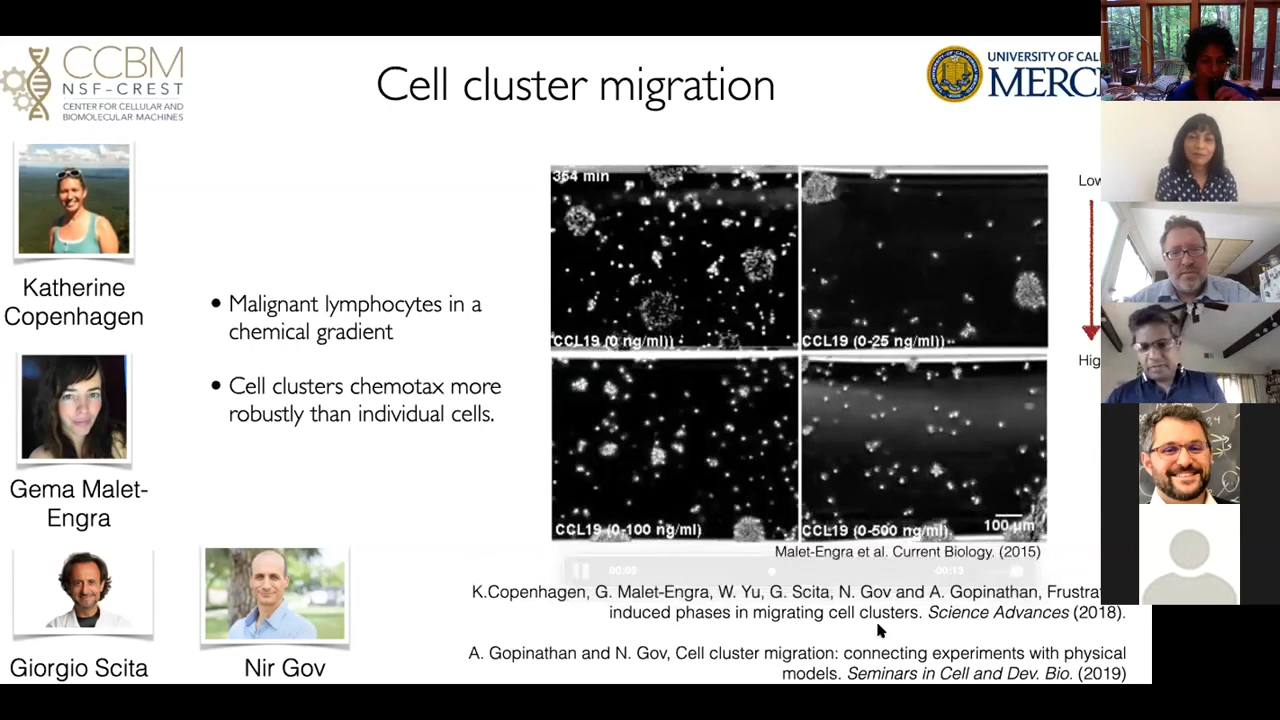 CCBM
NSF-CREST
CENTER FOR CELLULAR AND
BIOMOLECULAR MACHINES
Cell cluster migration
UNIVERSITY OF CAL
MERC
Katherine
Copenhagen
Gema Malet-
Engra
Giorgio Scita
Nir Gov
• Malignant lymphocytes in a
chemical gradient
• Cell clusters chemotax more
robustly than individual cells.
354 min
CCL19 (0 ng/ml))
CCL19 (0-25 ng/ml))
CCL19 (0-100 ng/ml)
CCL19 (0-500 ng/ml)
100 µm
Low
Hig
Malet-Engra et al. Current Biology. (2015)
00:09
-00:13
K.Copenhagen, G. Malet-Engra, W. Yu, G. Scita, N. Gov and A. Gopinathan, Frustrat
induced phases in migrating cell clusters. Science Advances (2018).
A. Gopinathan and N. Gov, Cell cluster migration: connecting experiments with physical
models. Seminars in Cell and Dev. Bio. (2019)